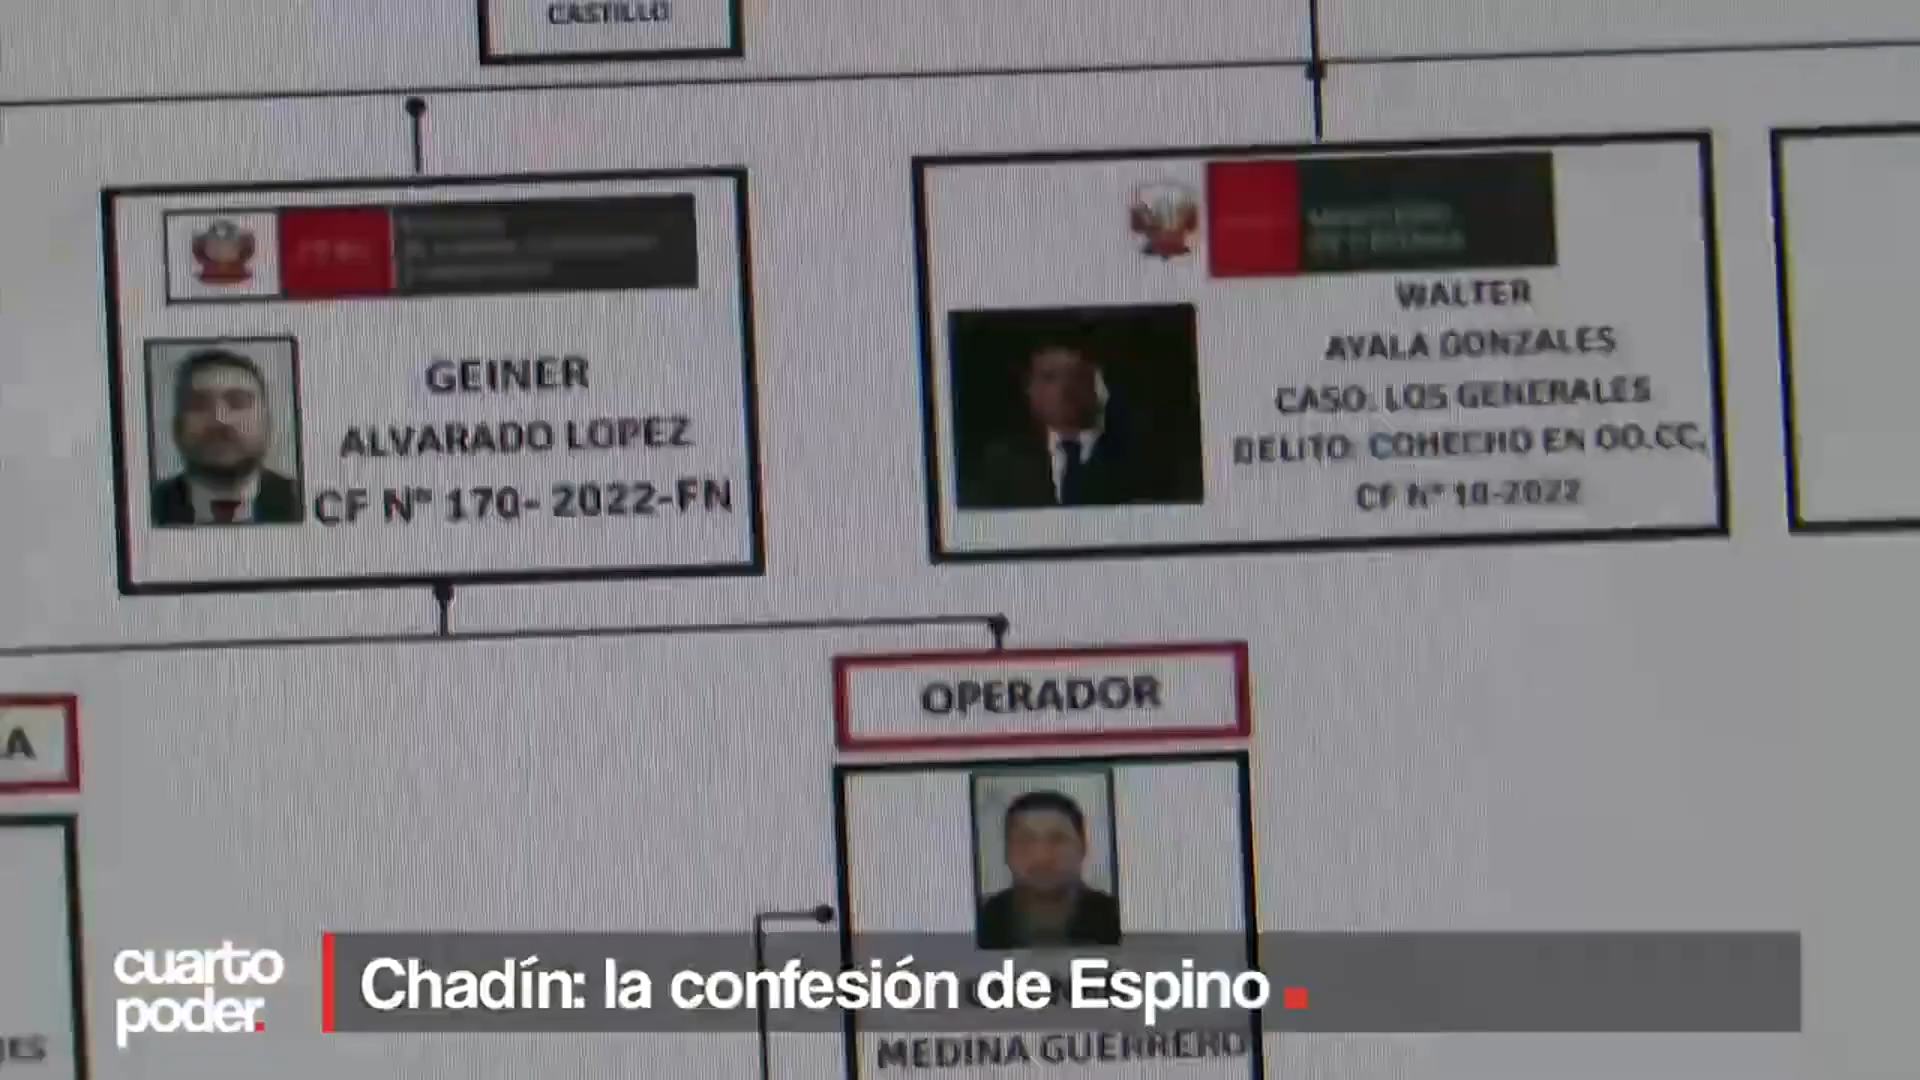 CASTILLO
GEINER
ALVARADO LOPEZ
CF N° 170-2022-FN
WALTER
AYALA GONZALES
CASO: LOS GENERALES
DELITO: COHECHO EN OO.CC.
CF N° 10-2022
OPERADOR
cuarto
poder.
Chadín: la confesión de Espino
MEDINA GUERRERO